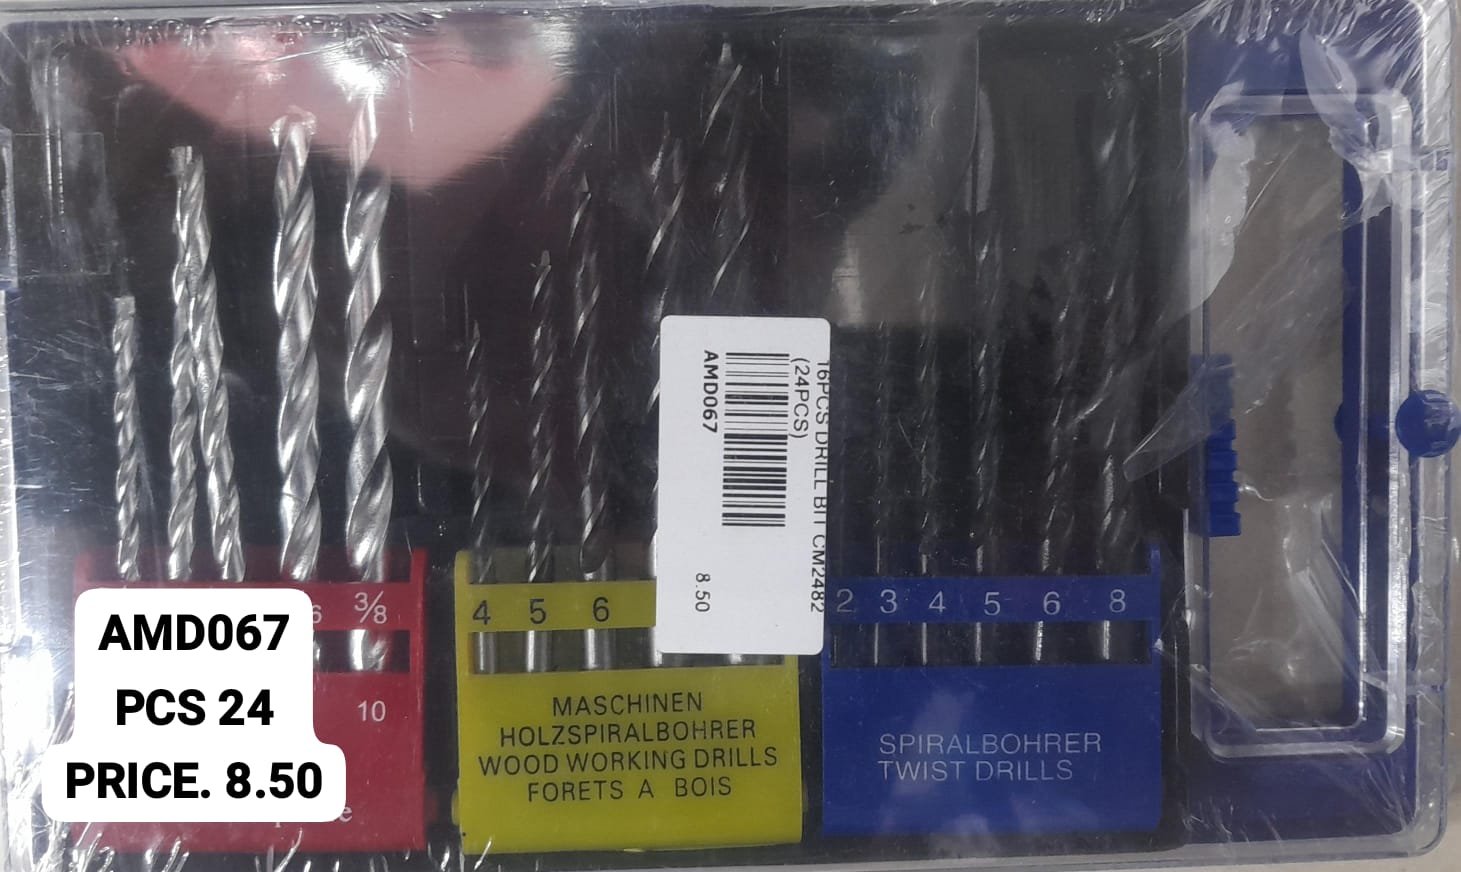 AMD067
PCS 24
PRICE. 8.50
6 3/8
10
4 5 6
MASCHINEN
HOLZSPIRALBOHRER
WOOD WORKING DRILLS
FORETS A BOIS
16PCS DRILL BIT CM2482
(24PCS)
AMD067
8.50
2 3 4 5 6 8
SPIRALBOHRER
TWIST DRILLS